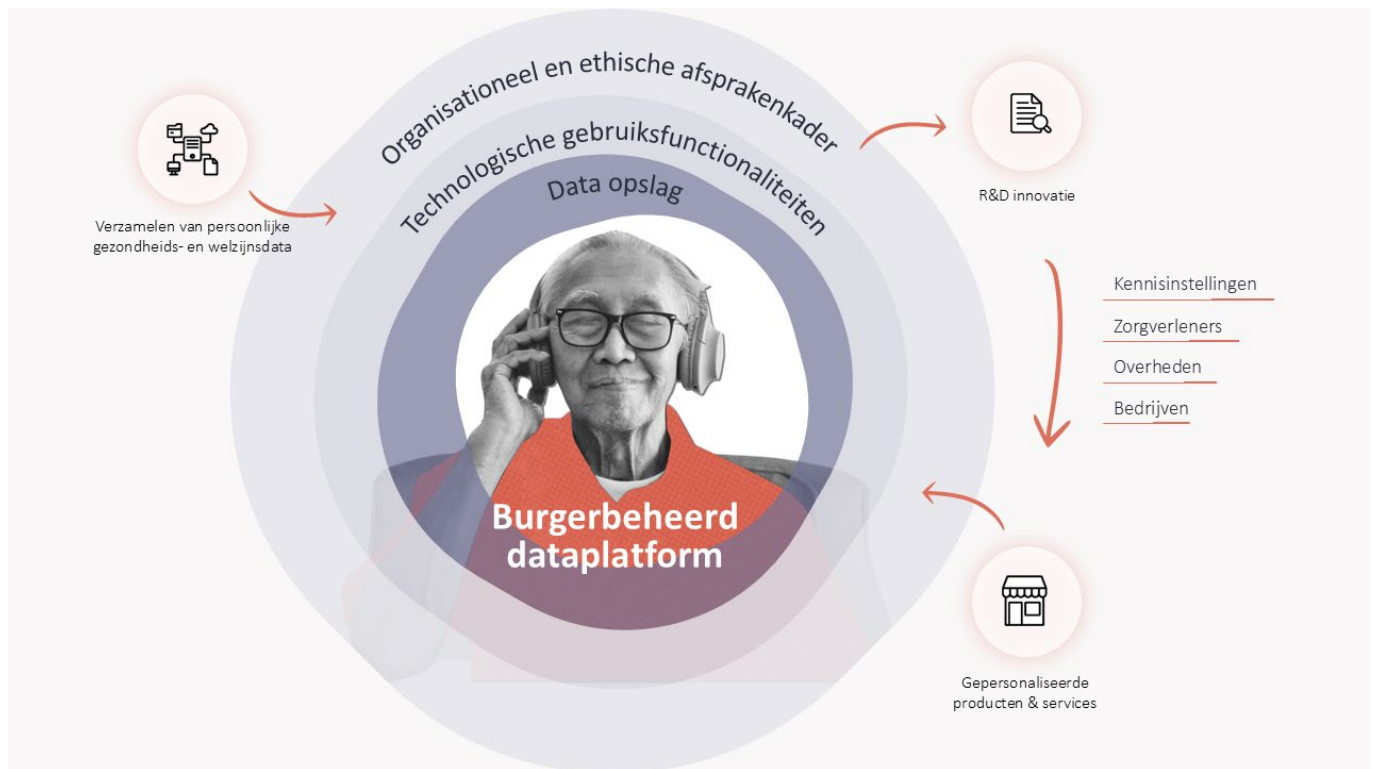 Organisationeel en ethische afsprakenkader
Technologische gebruiksfunctionaliteiten
Data opslag
Verzamelen van persoonlijke
gezondheids- en welzijnsdata
R&D innovatie
Kennisinstellingen
Zorgverleners
Overheden
Bedrijven
Burgerbeheerd
dataplatform
Gepersonaliseerde
producten & services